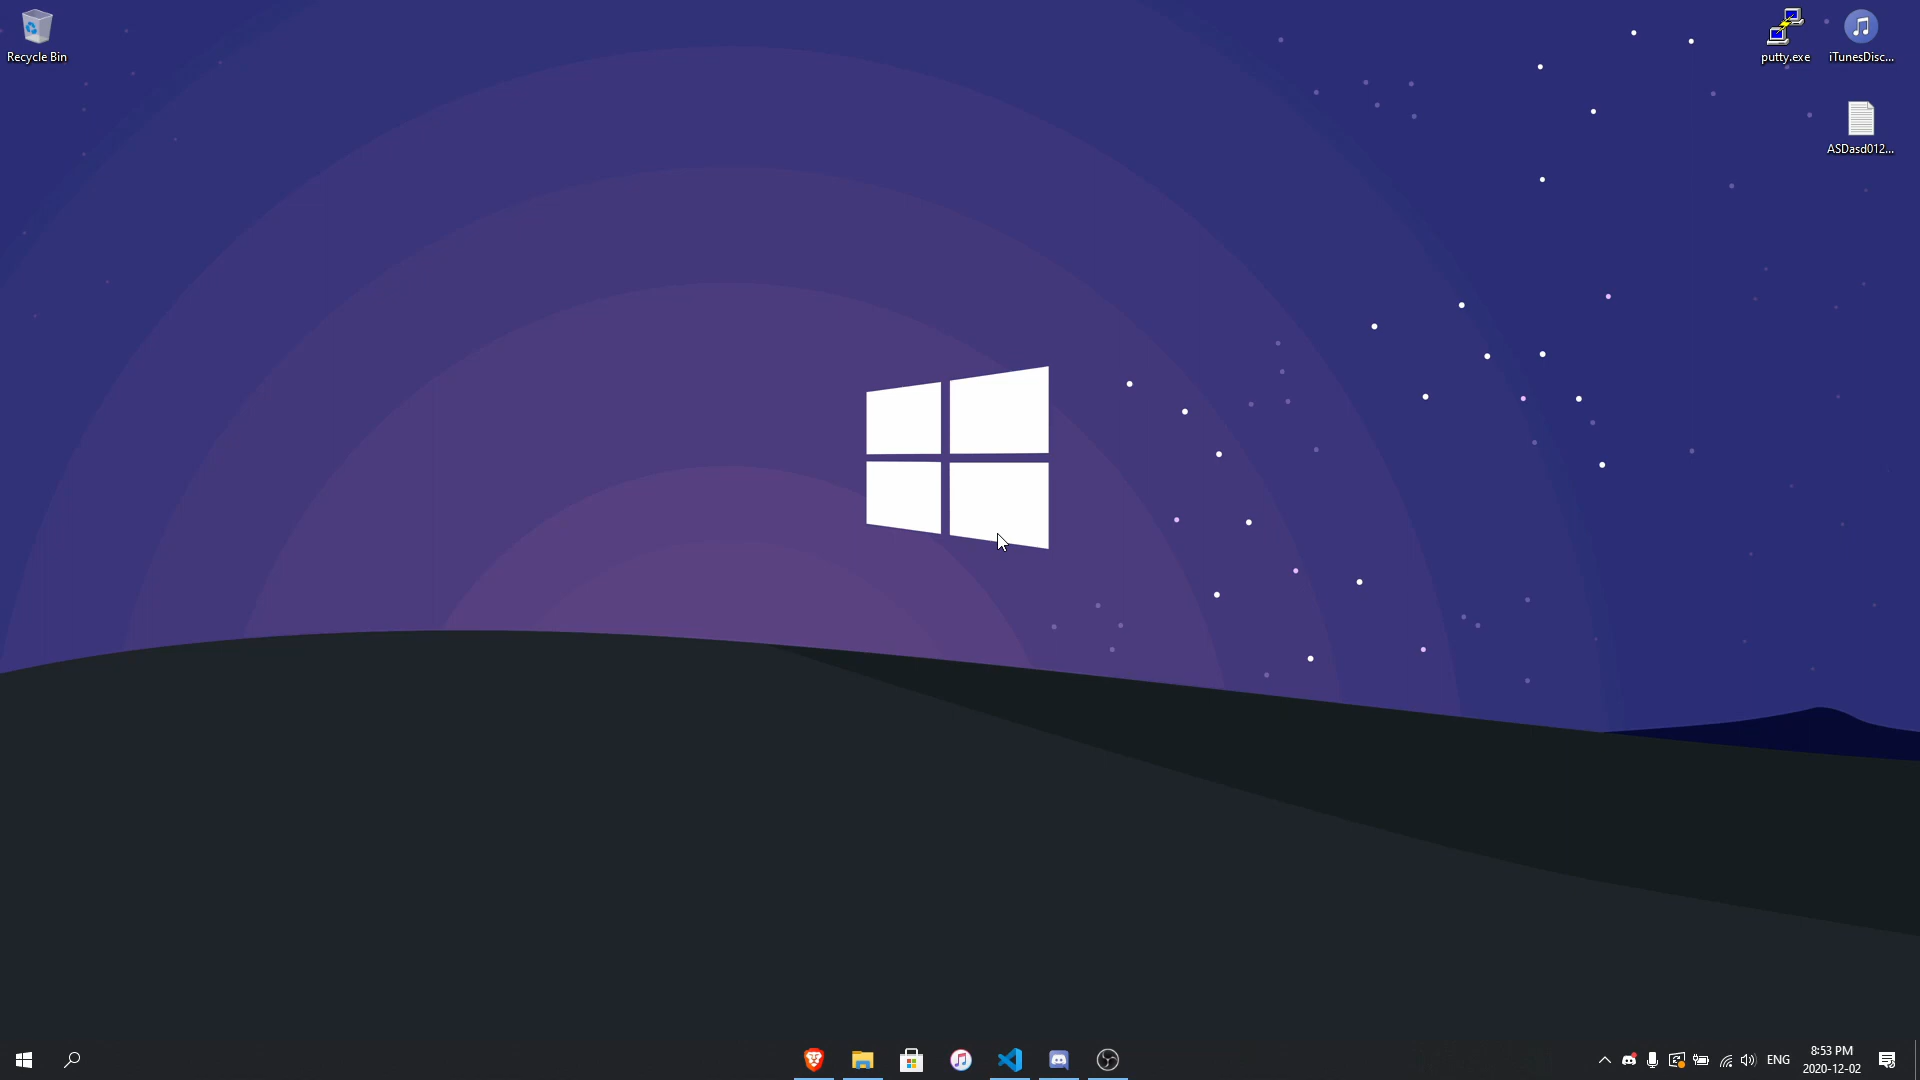 Recycle Bin
putty.exe
iTunesDisc...
ASDasd012...
ENG
8:53 PM
2020-12-02